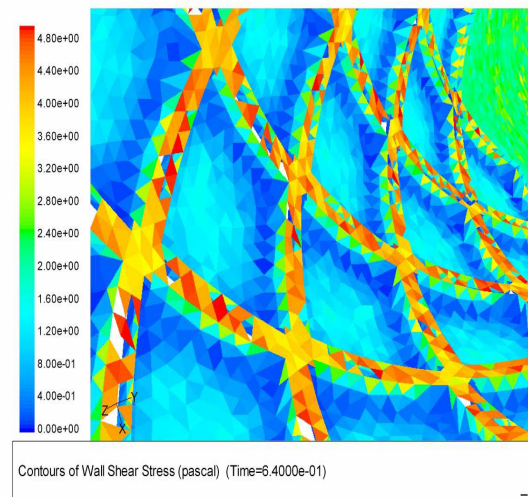 4.80e+00
4.40e+00
4.00e+00
3.60e+00
3.20e+00
2.80e+00
2.40e+00
2.00e+00
1.60e+00
1.20e+00
8.00e-01
4.00e-01
0.00e+00
Z
Y
X
Contours of Wall Shear Stress (pascal) (Time=6.4000e-01)